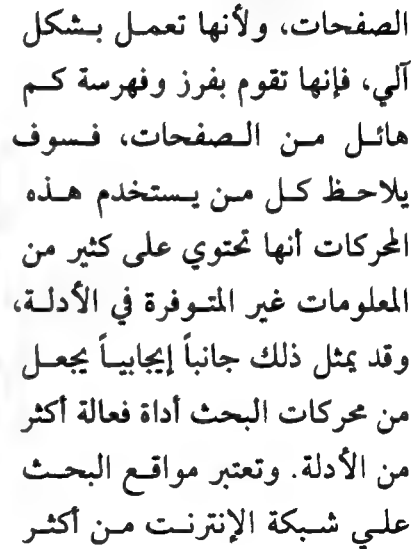 الصفحات، ولأنها تعمل بشكل
آلي، فإنها تقوم بفرز وفهرسة كم
هائل من الصفحات، فسوف
يلاحظ كل من يستخدم هذه
المحركات أنها تحتوي على كثير من
المعلومات غير المتوفرة في الأدلة،
وقد يمثل ذلك جانباً إيجابياً يجعل
من محركات البحث أداة فعالة أكثر
من الأدلة. وتعتبر مواقع البحث
علي شبكة الإنترنت من أكثر